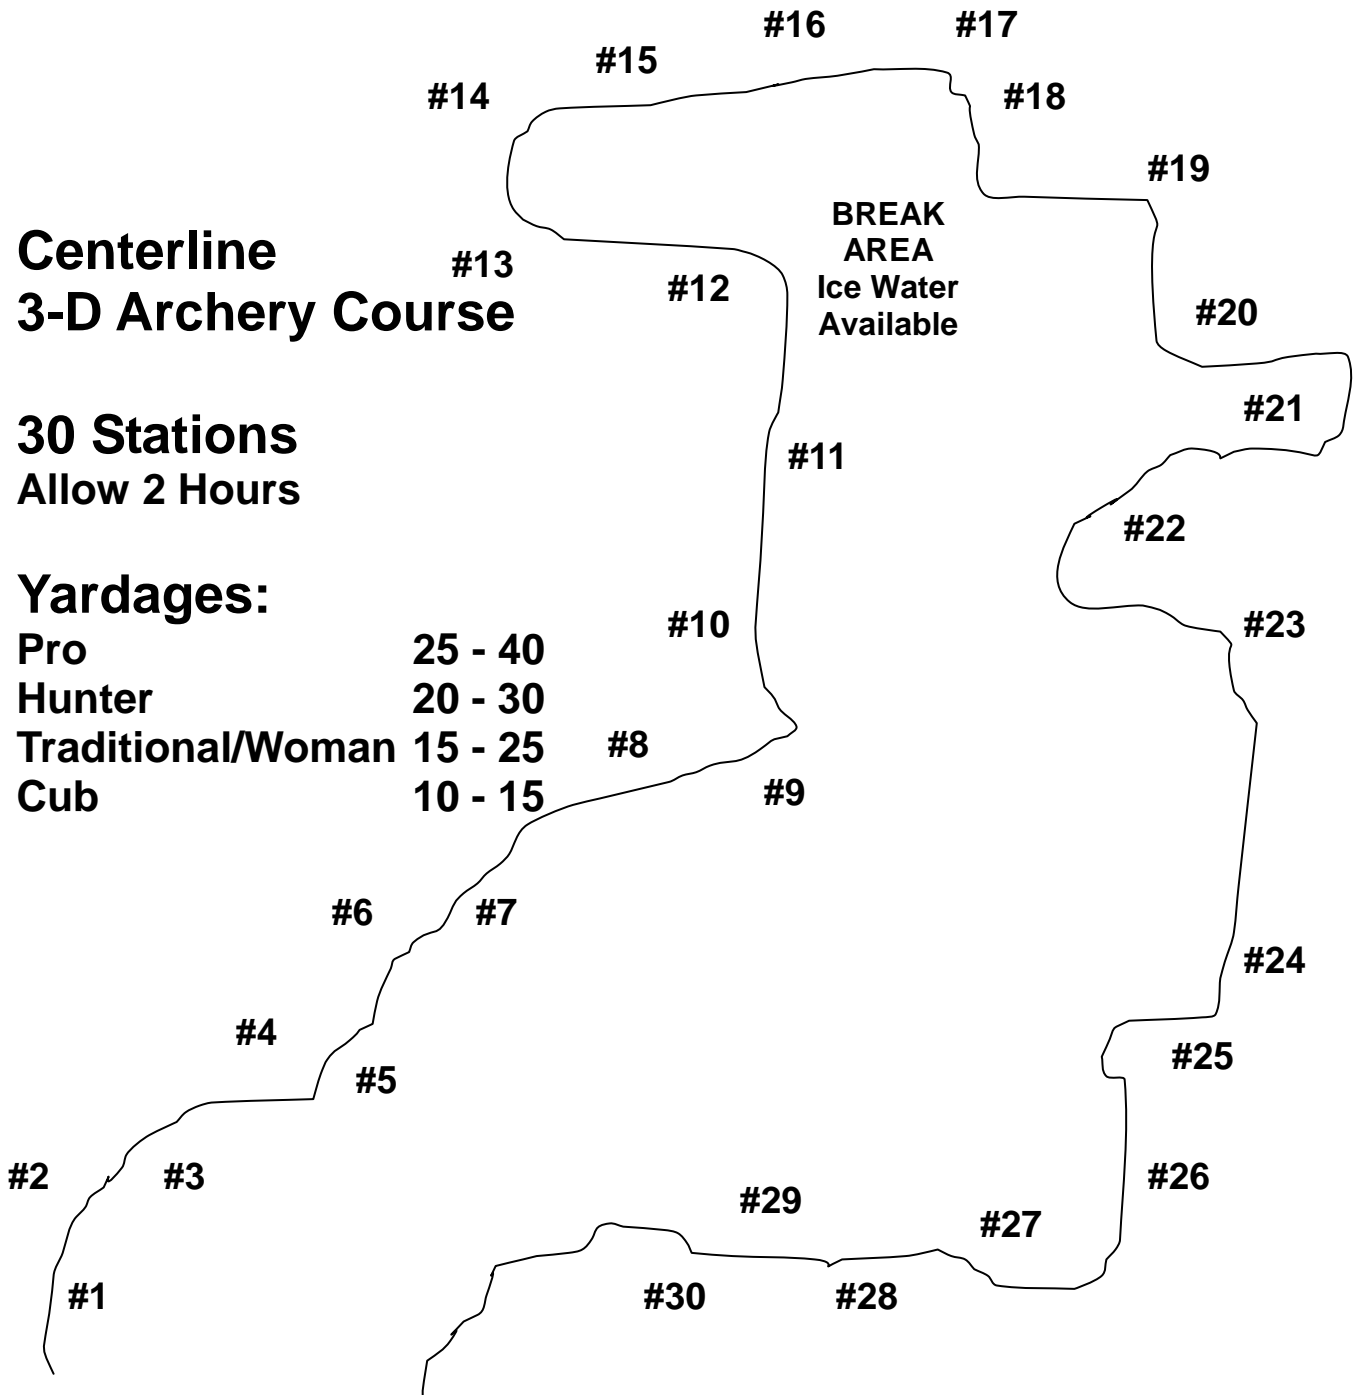 #16
#17
#15
#14
#18
#19
BREAK
AREA
Ice Water
Available
Centerline
3-D Archery Course
#13
#12
#20
#21
30 Stations
Allow 2 Hours
#11
#22
Yardages:
Pro 25 - 40
Hunter 20 - 30
Traditional/Woman 15 - 25
Cub 10 - 15
#10
#23
#8
#9
#6
#7
#24
#4
#5
#25
#2
#3
#26
#29
#27
#1
#30
#28